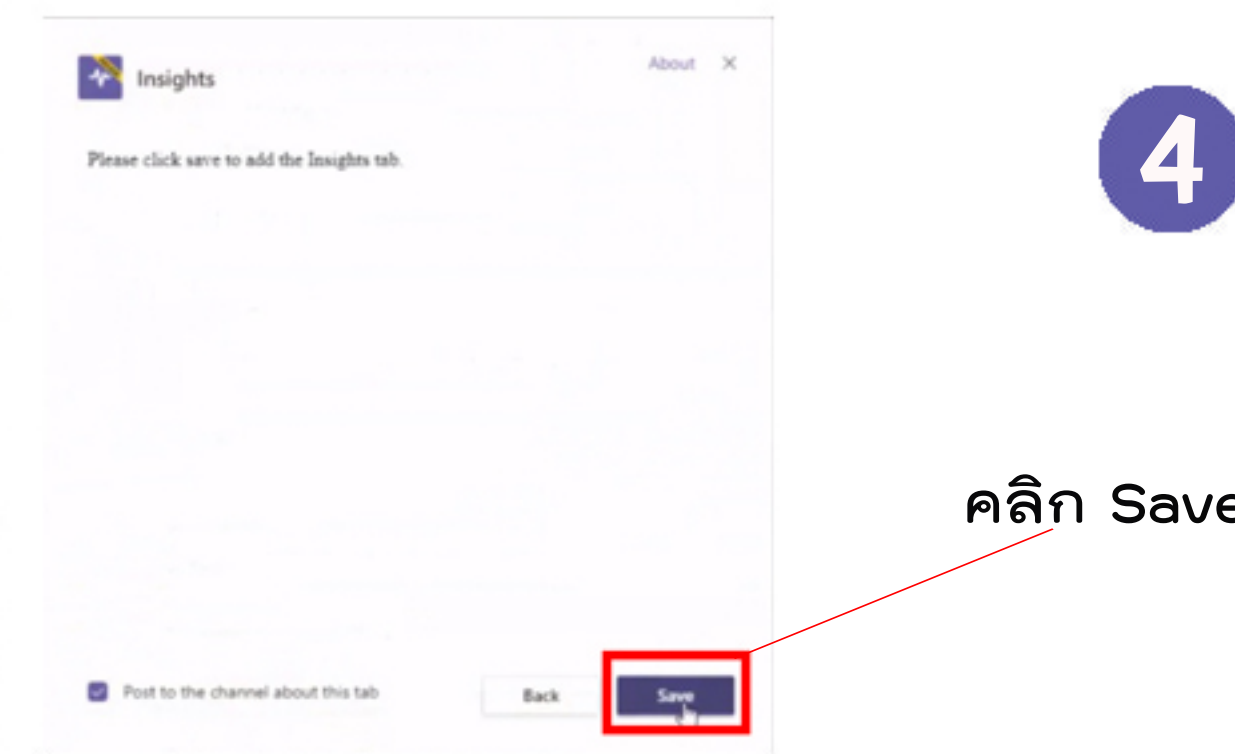 Insights
About
Please click save to add the Insights tab.
4
คลิก Save
Post to the channel about this tab
Back
Save